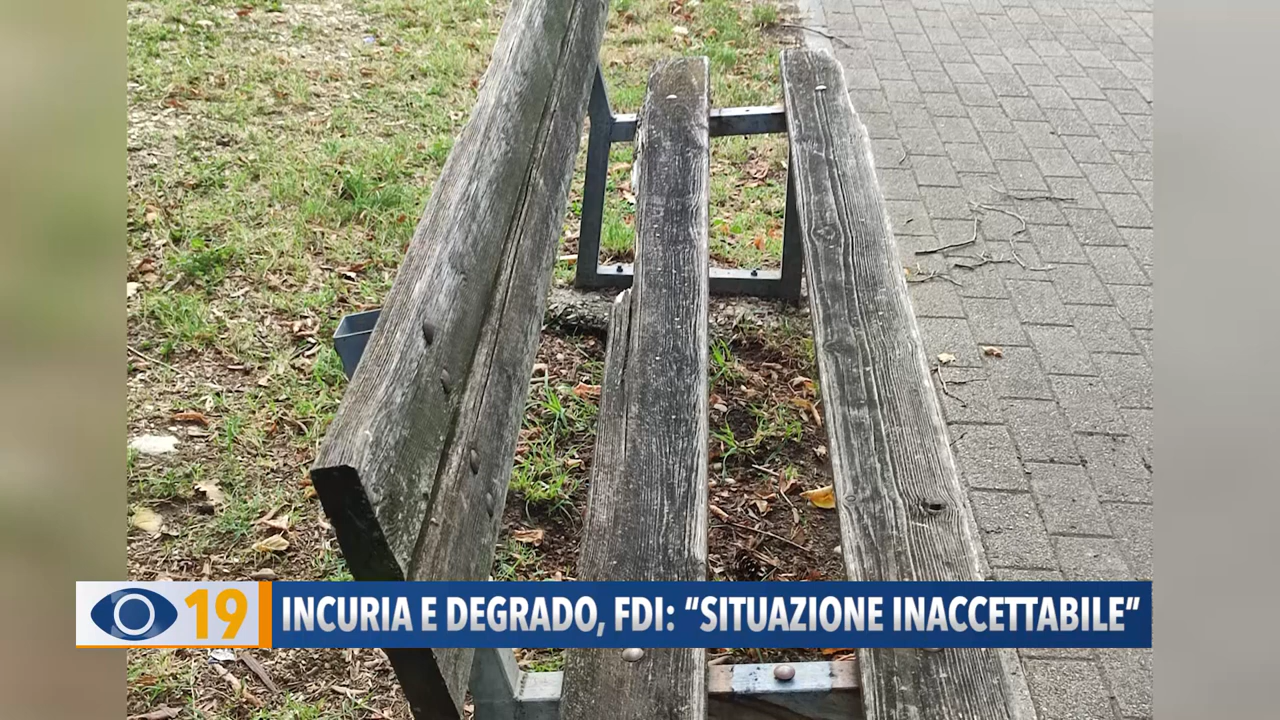 19
INCURIA E DEGRADO, FDI: “SITUAZIONE INACCETTABILE”